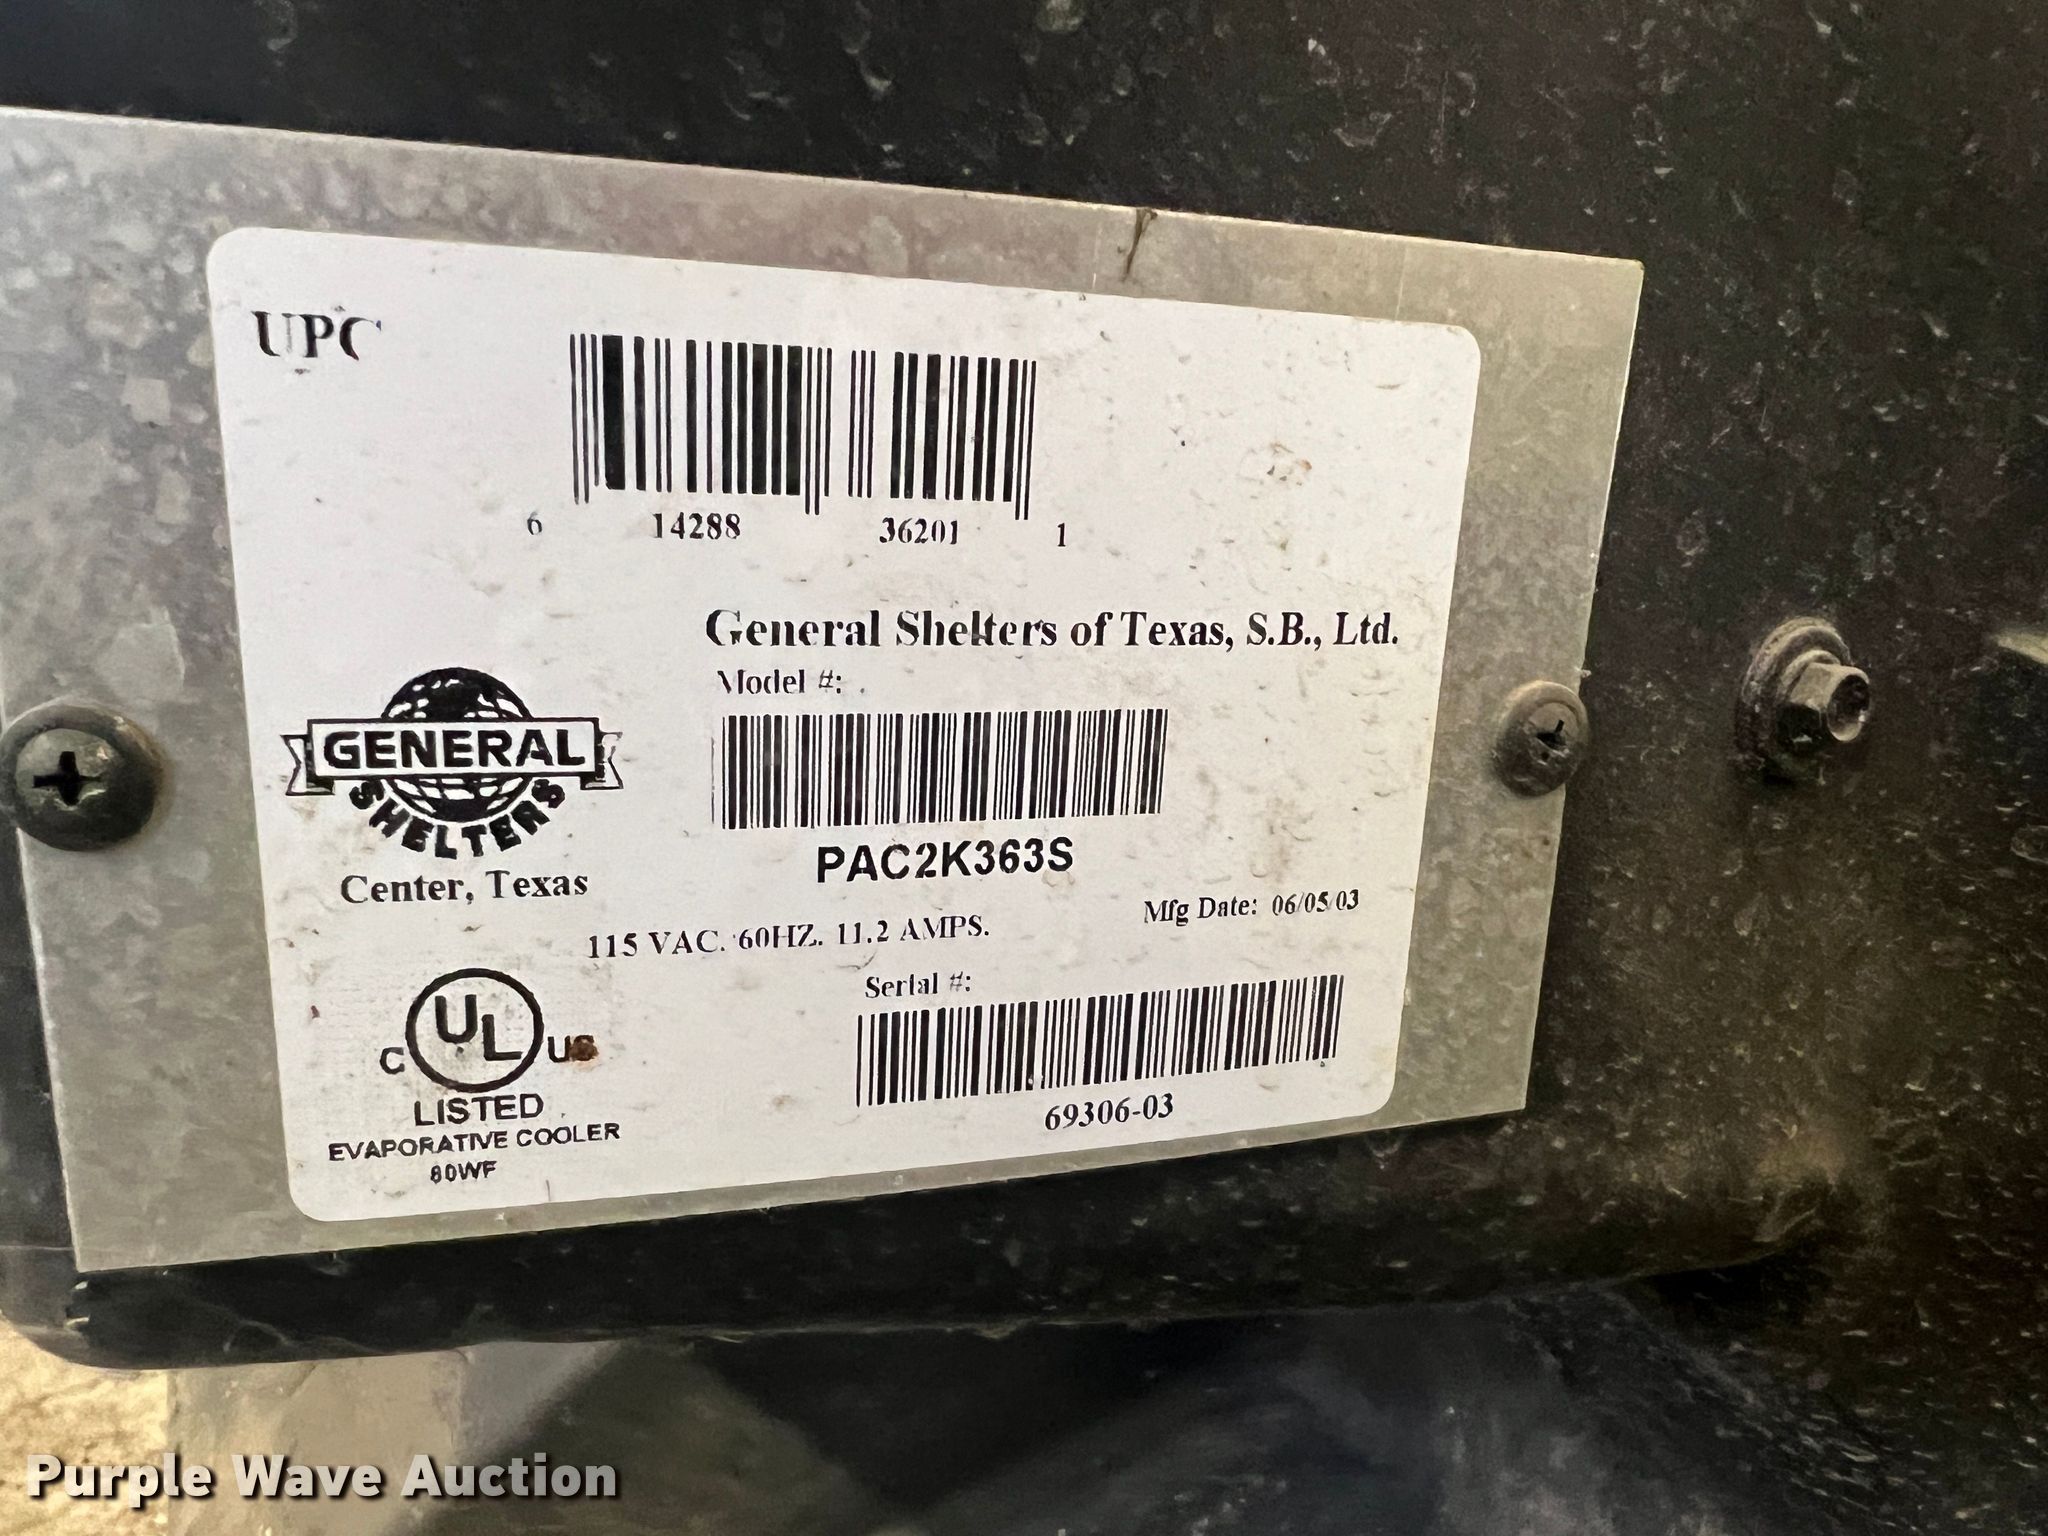 UPC
6 14288 36201 1
General Shelters of Texas, S.B., Ltd.
Model #:
GENERAL
SHELTERS
PAC2K363S
Center, Texas
Mfg Date: 06/05/03
115 VAC. 60HZ. 11.2 AMPS.
Serial #:
C UL US
LISTED
EVAPORATIVE COOLER
80WF
69306-03
Purple Wave Auction